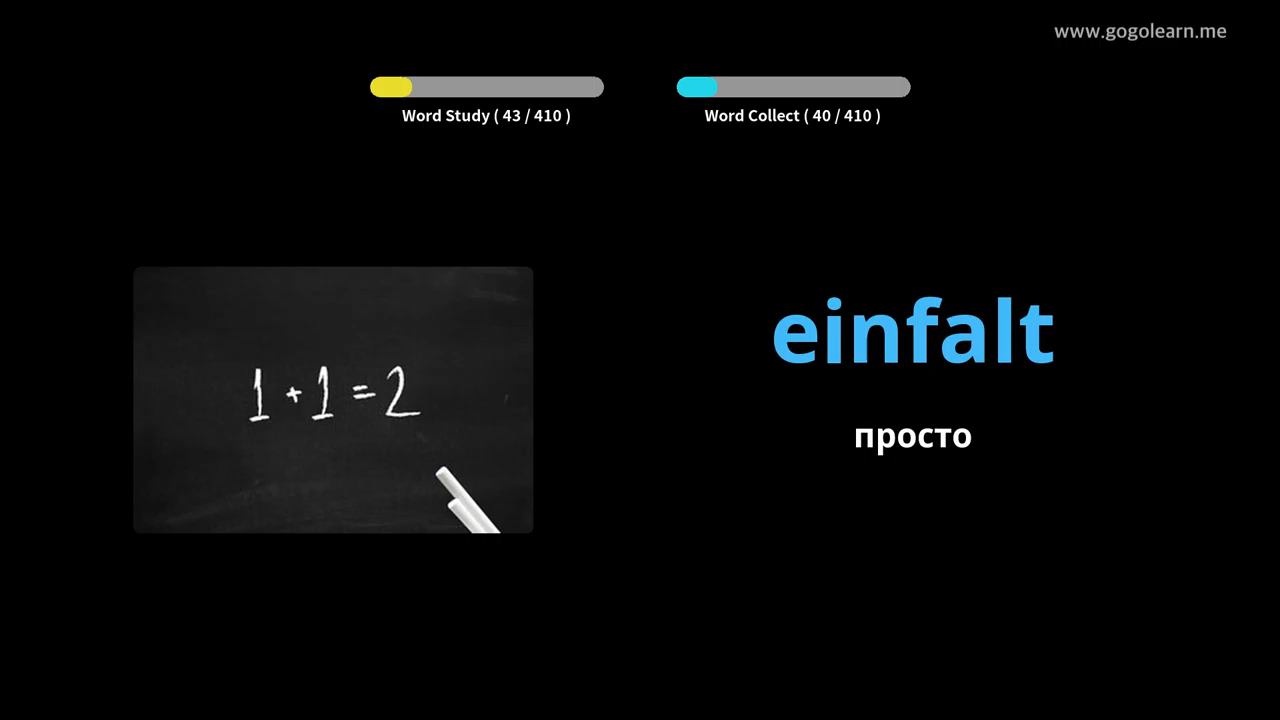 www.gogolearn.me
Word Study ( 43 / 410 )
Word Collect ( 40 / 410 )
1 + 1 = 2
einfalt
просто